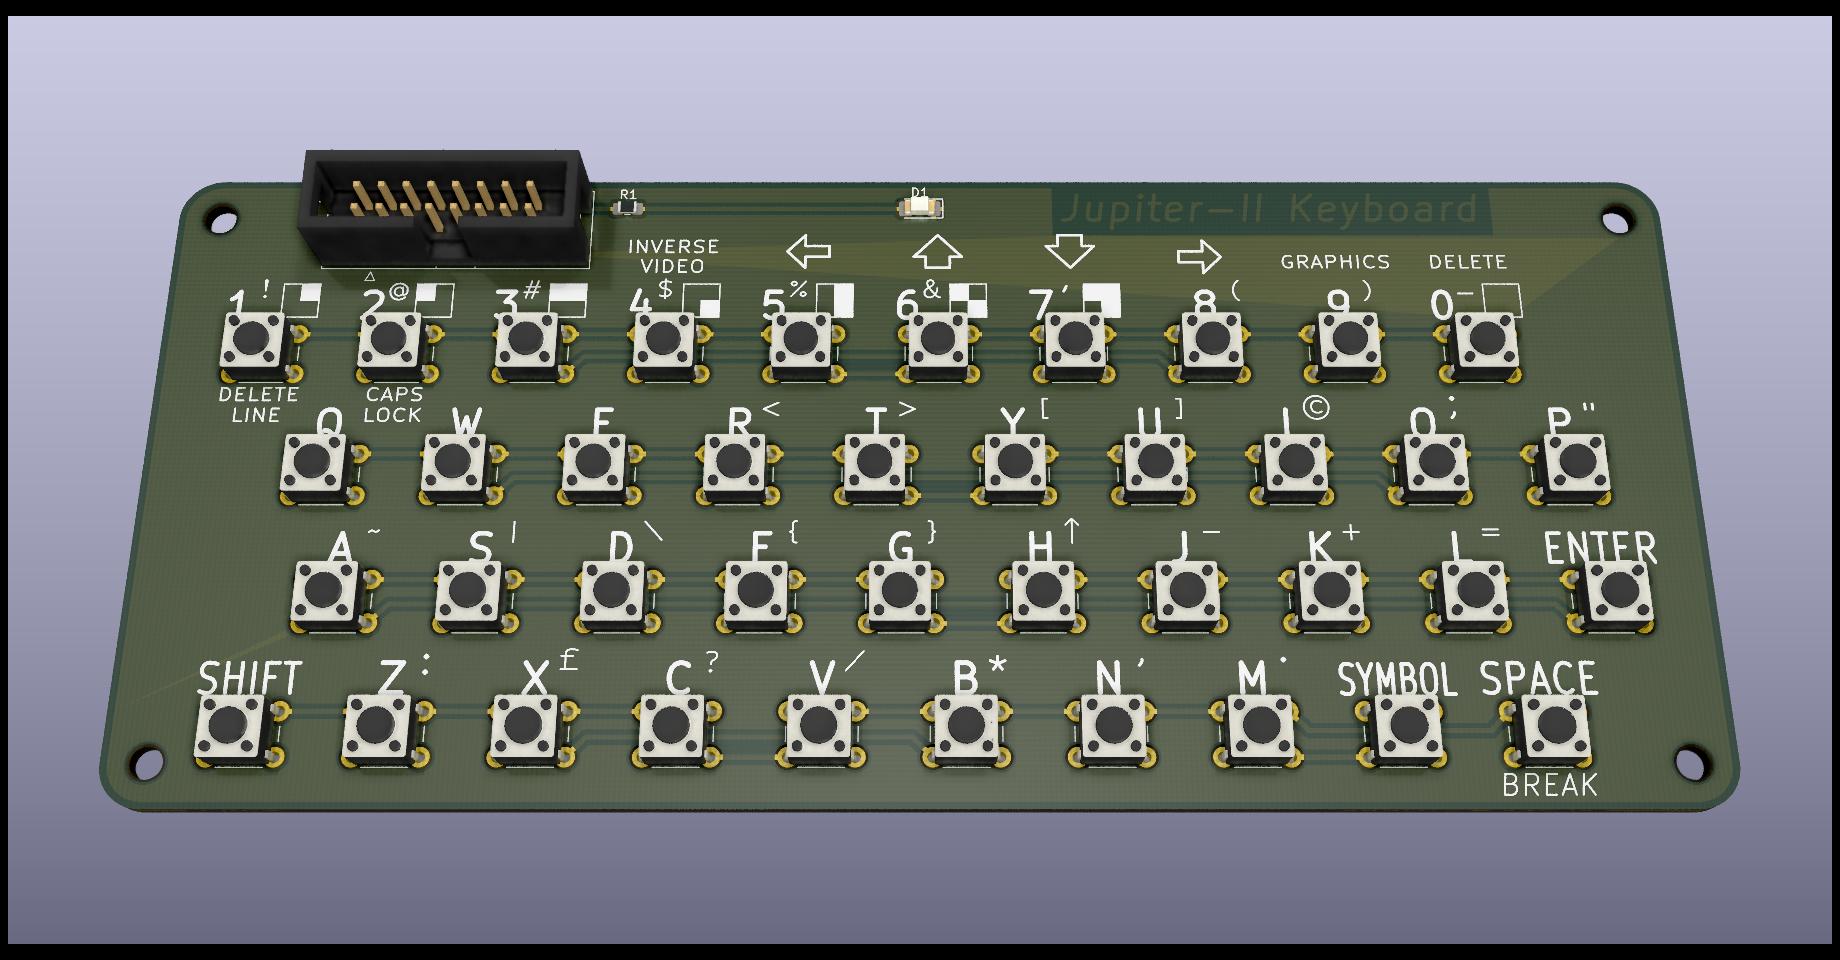 R1
D1
Jupiter-II Keyboard
INVERSE
VIDEO
GRAPHICS
DELETE
1 ! 2 @ 3 # 4 $ 5 % 6 & 7 ' 8 ( 9 ) 0 -
DELETE
LINE
CAPS
LOCK
Q W E R < T > Y [ U ] I © O ; P "
A ~ S | D \ F { G } H ↑ J - K + L = ENTER
SHIFT Z : X £ C ? V / B * N , M . SYMBOL SPACE
BREAK